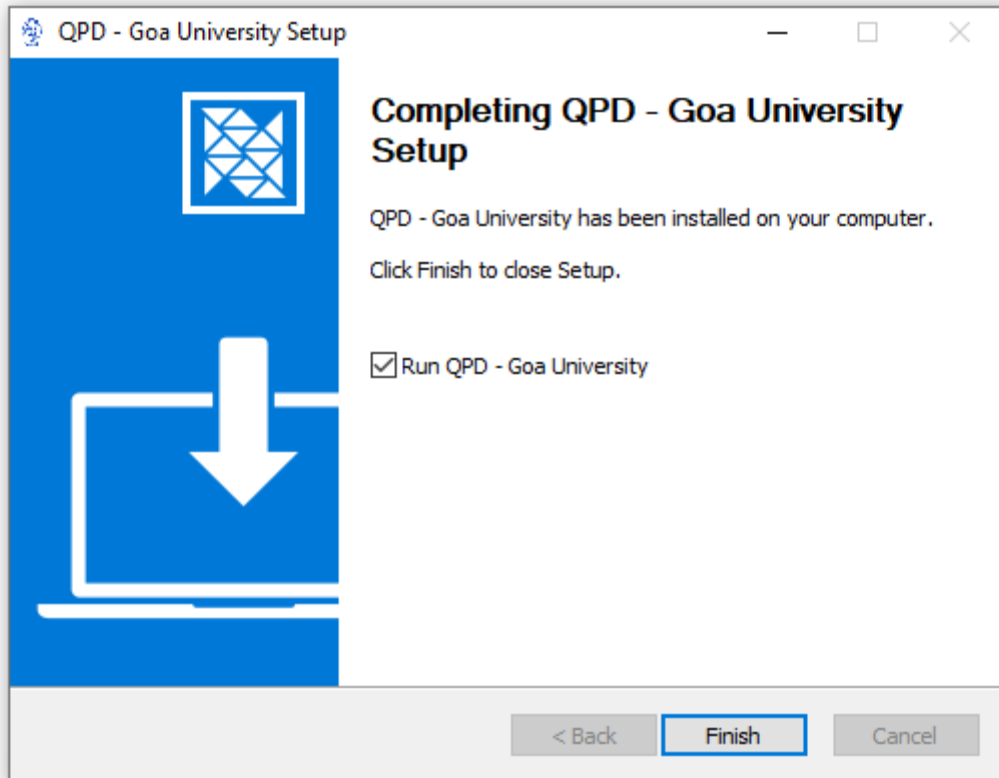 QPD - Goa University Setup
Completing QPD - Goa University
Setup
QPD - Goa University has been installed on your computer.
Click Finish to close Setup.
Run QPD - Goa University
< Back
Finish
Cancel